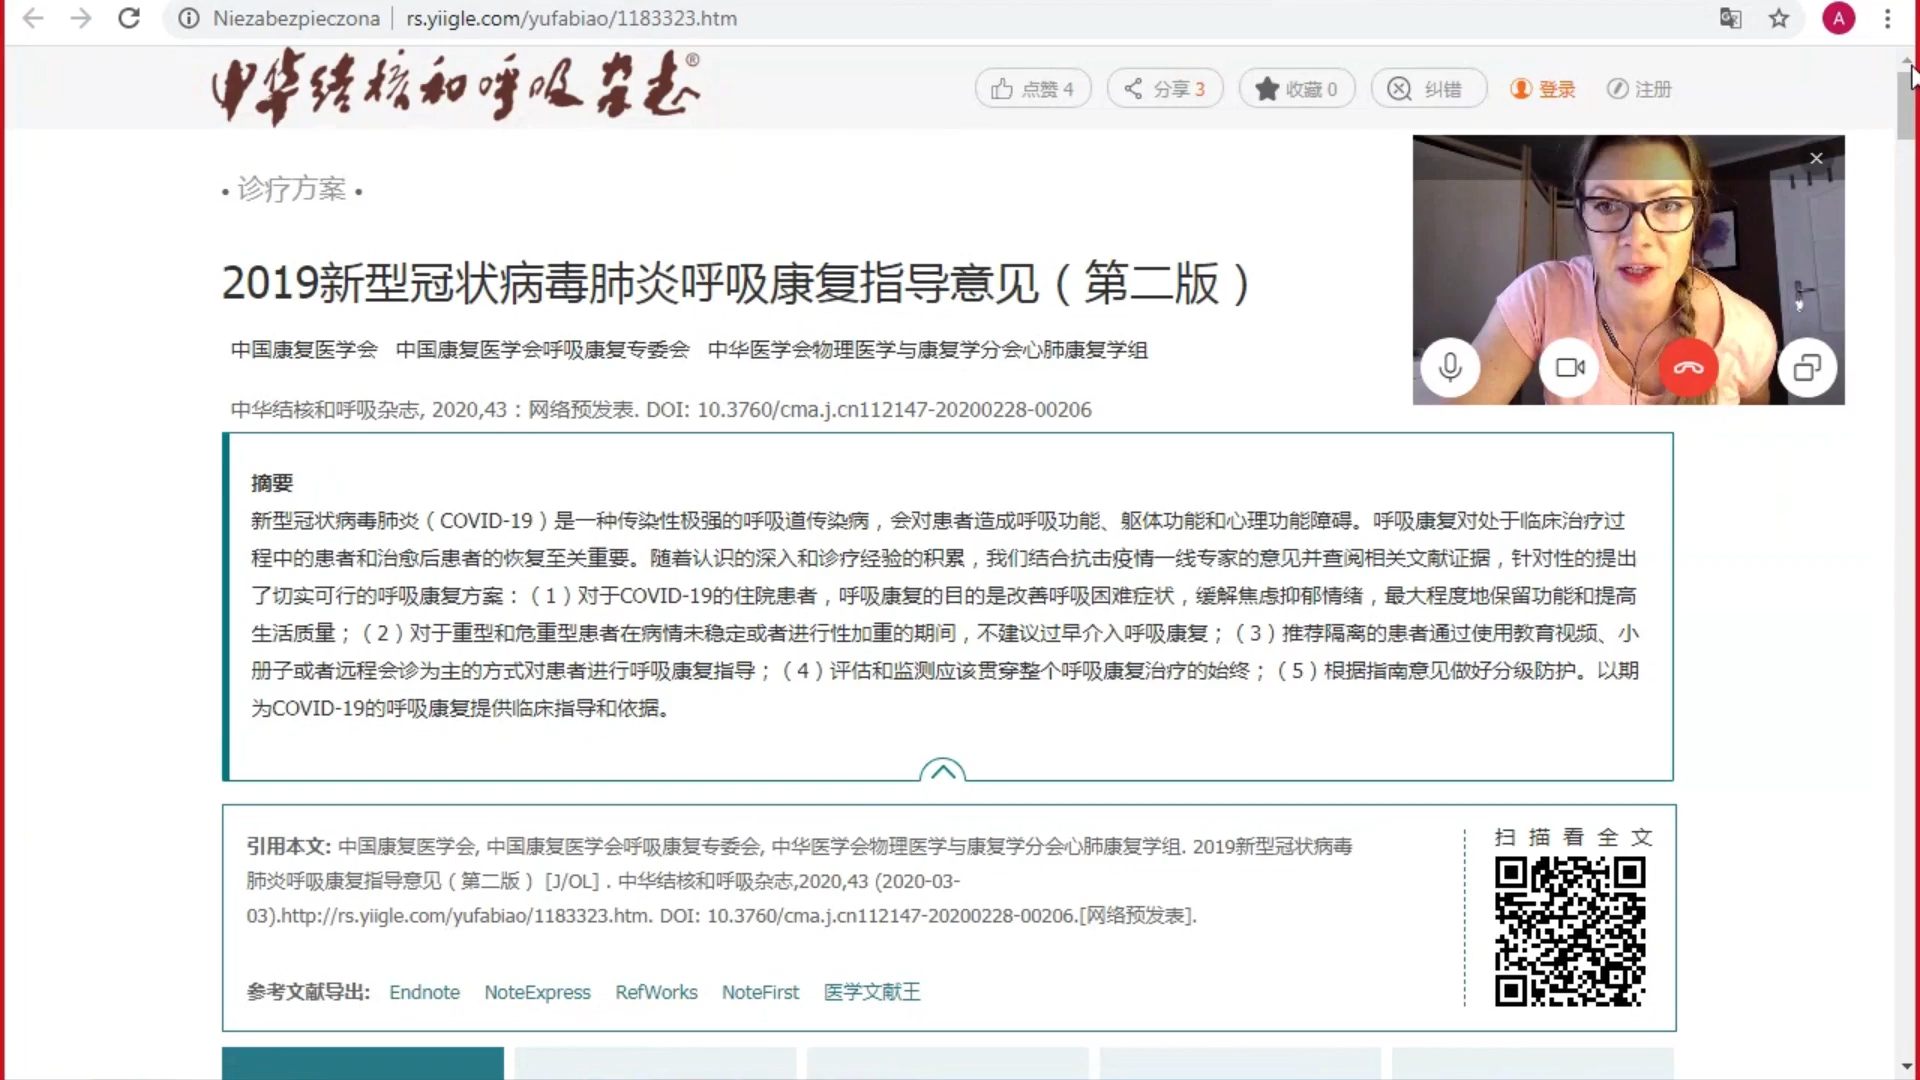 Niezabezpieczona
rs.yiigle.com/yufabiao/1183323.htm
A
中华结核和呼吸杂志®
点赞 4
分享 3
收藏 0
纠错
登录
注册
• 诊疗方案 •
2019新型冠状病毒肺炎呼吸康复指导意见（第二版）
中国康复医学会 中国康复医学会呼吸康复专委会 中华医学会物理医学与康复学分会心肺康复学组
中华结核和呼吸杂志, 2020,43：网络预发表. DOI: 10.3760/cma.j.cn112147-20200228-00206
摘要
新型冠状病毒肺炎（COVID-19）是一种传染性极强的呼吸道传染病，会对患者造成呼吸功能、躯体功能和心理功能障碍。呼吸康复对处于临床治疗过
程中的患者和治愈后患者的恢复至关重要。随着认识的深入和诊疗经验的积累，我们结合抗击疫情一线专家的意见并查阅相关文献证据，针对性的提出
了切实可行的呼吸康复方案：（1）对于COVID-19的住院患者，呼吸康复的目的是改善呼吸困难症状，缓解焦虑抑郁情绪，最大程度地保留功能和提高
生活质量；（2）对于重型和危重型患者在病情未稳定或者进行性加重的期间，不建议过早介入呼吸康复；（3）推荐隔离的患者通过使用教育视频、小
册子或者远程会诊为主的方式对患者进行呼吸康复指导；（4）评估和监测应该贯穿整个呼吸康复治疗的始终；（5）根据指南意见做好分级防护。以期
为COVID-19的呼吸康复提供临床指导和依据。
引用本文: 中国康复医学会, 中国康复医学会呼吸康复专委会, 中华医学会物理医学与康复学分会心肺康复学组. 2019新型冠状病毒
肺炎呼吸康复指导意见（第二版） [J/OL] . 中华结核和呼吸杂志,2020,43 (2020-03-
03).http://rs.yiigle.com/yufabiao/1183323.htm. DOI: 10.3760/cma.j.cn112147-20200228-00206.[网络预发表].
参考文献导出: Endnote NoteExpress RefWorks NoteFirst 医学文献王
扫描看全文